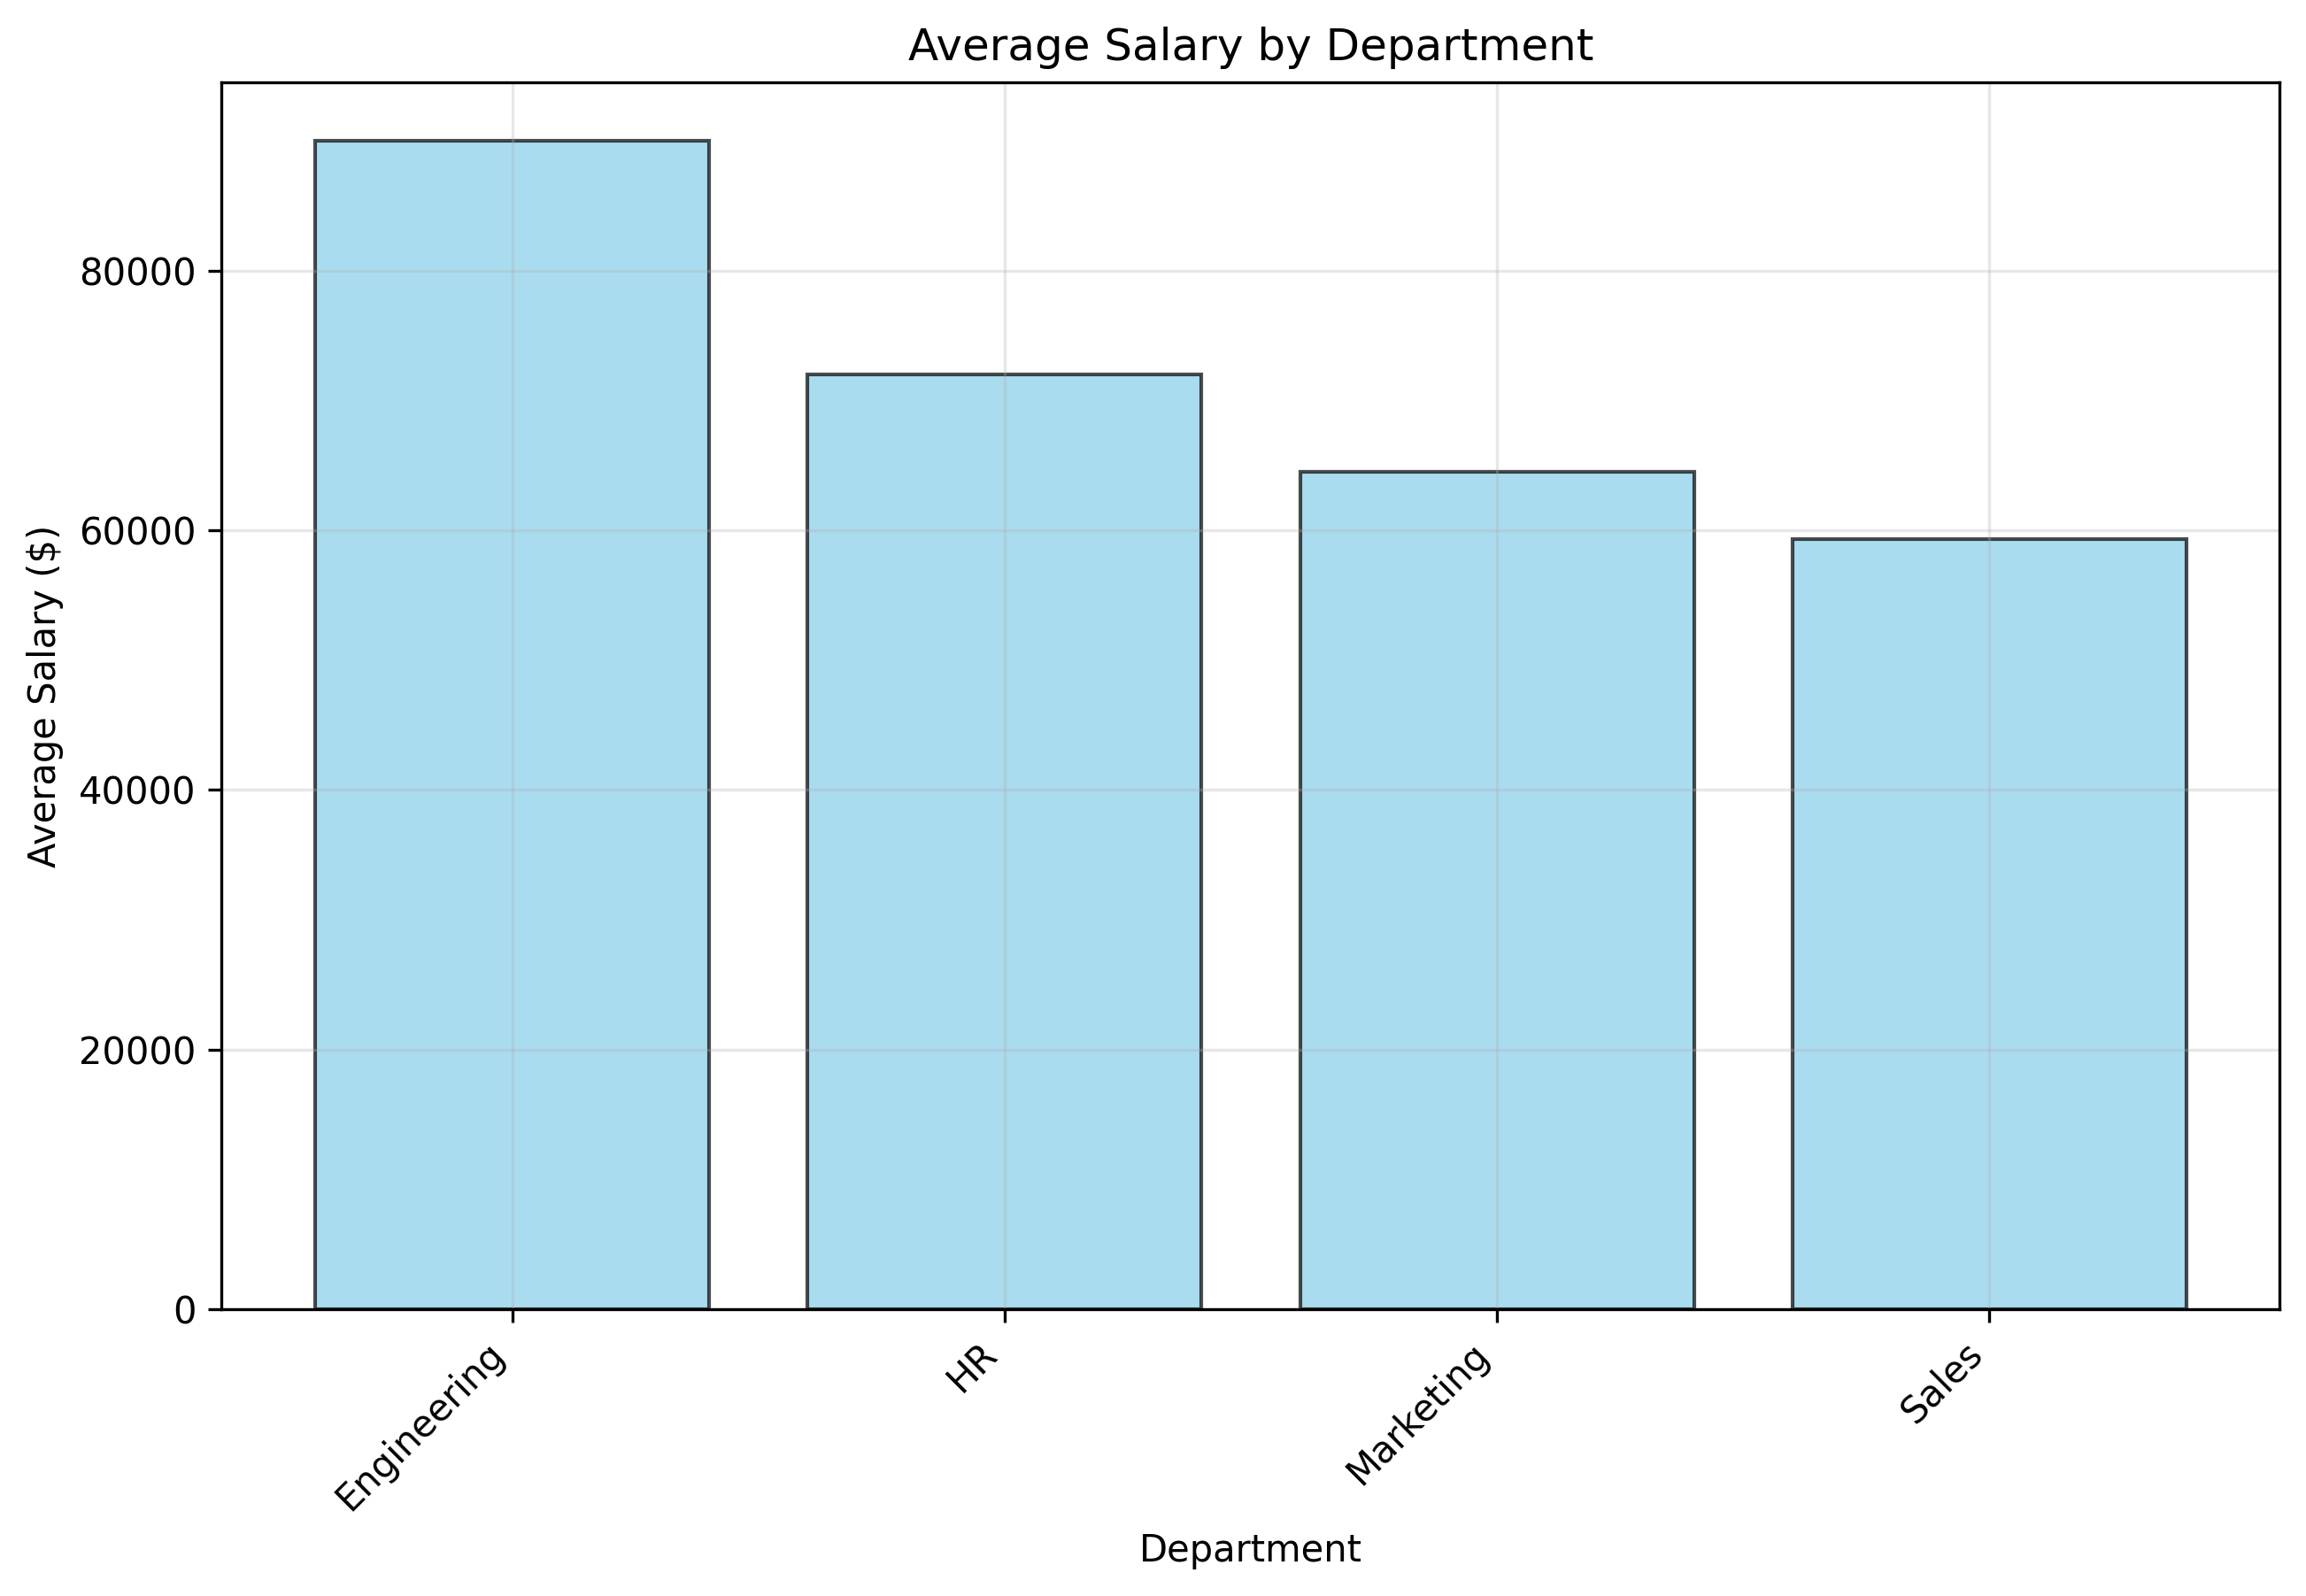 Average Salary by Department
Average Salary ($)
80000
60000
40000
20000
0
Engineering
HR
Marketing
Sales
Department